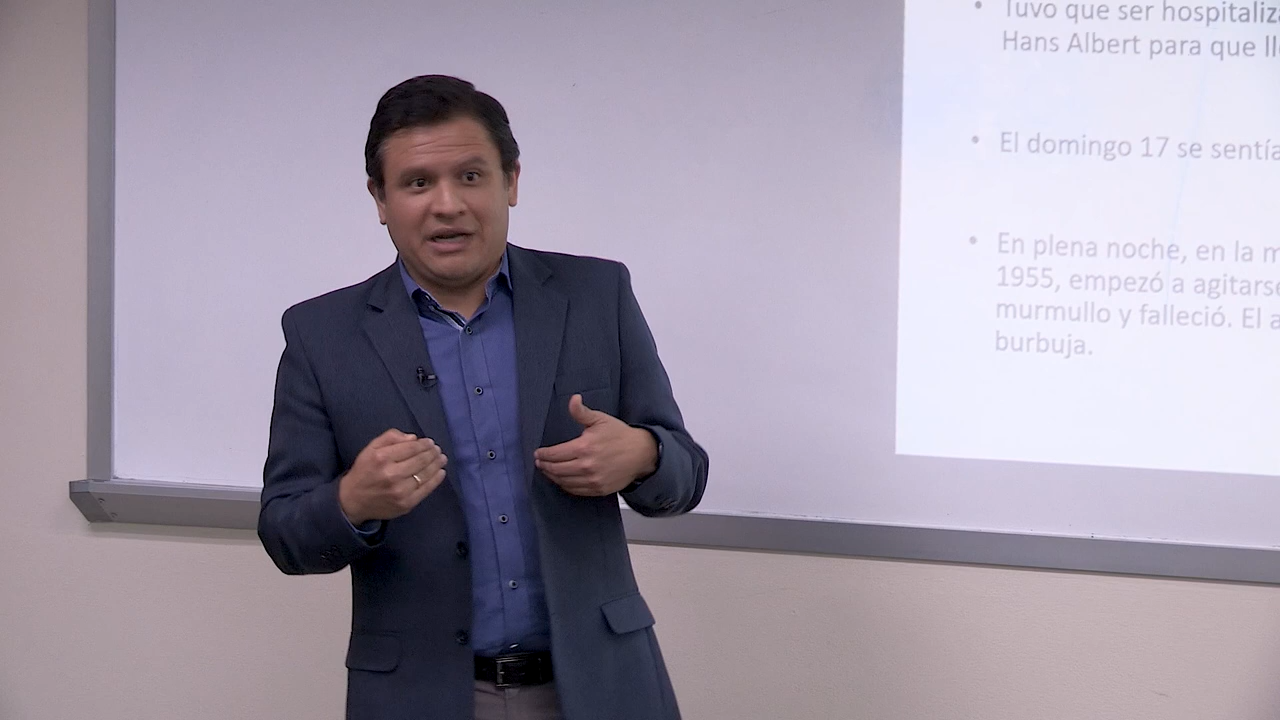 • Tuvo que ser hospitaliz
Hans Albert para que
• El domingo 17 se sentía
• En plena noche, en la m
1955, empezó a agitarse
murmullo y falleció. El a
burbuja.